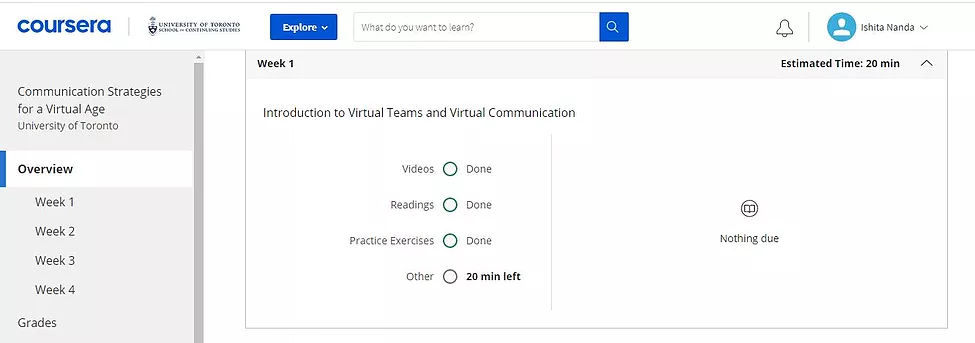 coursera
UNIVERSITY OF TORONTO
SCHOOL OF CONTINUING STUDIES
Explore
What do you want to learn?
Ishita Nanda
Communication Strategies
for a Virtual Age
University of Toronto
Overview
Week 1
Week 2
Week 3
Week 4
Grades
Week 1
Estimated Time: 20 min
Introduction to Virtual Teams and Virtual Communication
Videos Done
Readings Done
Practice Exercises Done
Other 20 min left
Nothing due